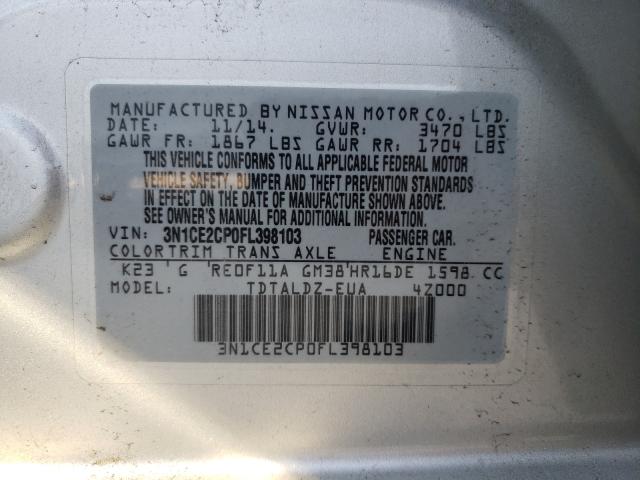 MANUFACTURED BY NISSAN MOTOR CO., LTD.
DATE: 11/14. GVWR: 3470 LBS
GAWR FR: 1867 LBS GAWR RR: 1704 LBS
THIS VEHICLE CONFORMS TO ALL APPLICABLE FEDERAL MOTOR
VEHICLE SAFETY, BUMPER AND THEFT PREVENTION STANDARDS
IN EFFECT ON THE DATE OF MANUFACTURE SHOWN ABOVE.
SEE OWNER'S MANUAL FOR ADDITIONAL INFORMATION.
VIN: 3N1CE2CP0FL398103 PASSENGER CAR.
COLOR TRIM TRANS AXLE ENGINE
K23 ' G 'RE0F11A GM38'HR16DE 1598 CC
MODEL: TDTALDZ-EUA 4Z000
3N1CE2CP0FL398103